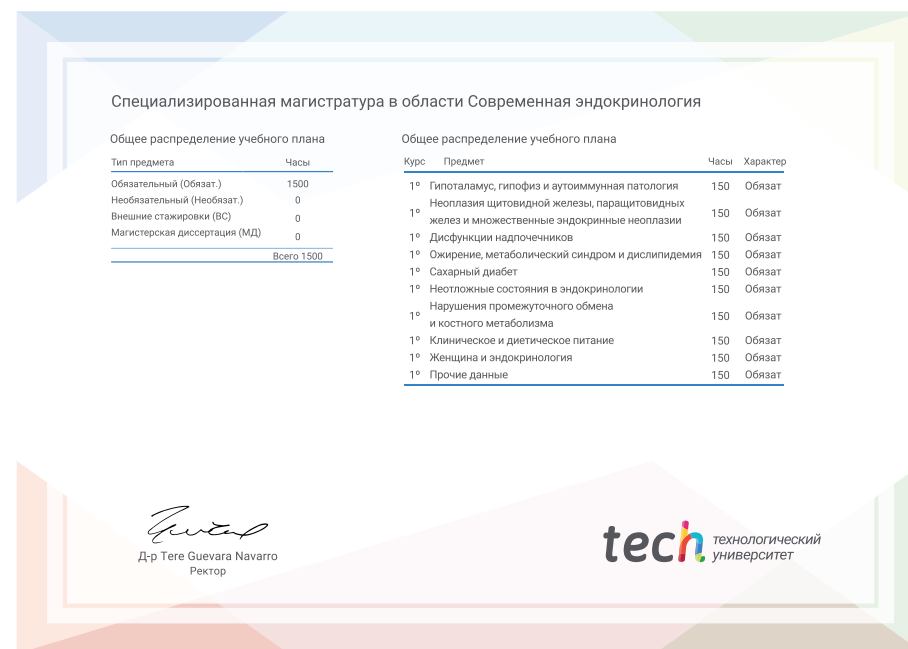 Специализированная магистратура в области Современная эндокринология
Общее распределение учебного плана
Тип предмета Часы
Обязательный (Обязат.) 1500
Необязательный (Необязат.) 0
Внешние стажировки (ВС) 0
Магистерская диссертация (МД) 0
Всего 1500
Общее распределение учебного плана
Курс Предмет Часы Характер
1º Гипоталамус, гипофиз и аутоиммунная патология 150 Обязат
Неоплазия щитовидной железы, паращитовидных
1º 150 Обязат
желез и множественные эндокринные неоплазии
1º Дисфункции надпочечников 150 Обязат
1º Ожирение, метаболический синдром и дислипидемия 150 Обязат
1º Сахарный диабет 150 Обязат
1º Неотложные состояния в эндокринологии 150 Обязат
Нарушения промежуточного обмена
1º 150 Обязат
и костного метаболизма
1º Клиническое и диетическое питание 150 Обязат
1º Женщина и эндокринология 150 Обязат
1º Прочие данные 150 Обязат
Д-р Tere Guevara Navarro
Ректор
tech технологический
университет